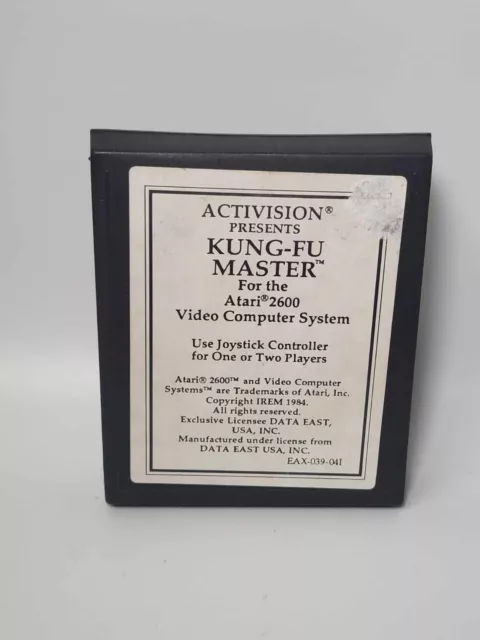 ACTIVISION®
PRESENTS
KUNG-FU
MASTER™
For the
Atari®2600
Video Computer System
Use Joystick Controller
for One or Two Players
Atari® 2600™ and Video Computer
Systems™ are Trademarks of Atari, Inc.
Copyright IREM 1984.
All rights reserved.
Exclusive Licensee DATA EAST,
USA, INC.
Manufactured under license from
DATA EAST USA, INC.
EAX-039-04I